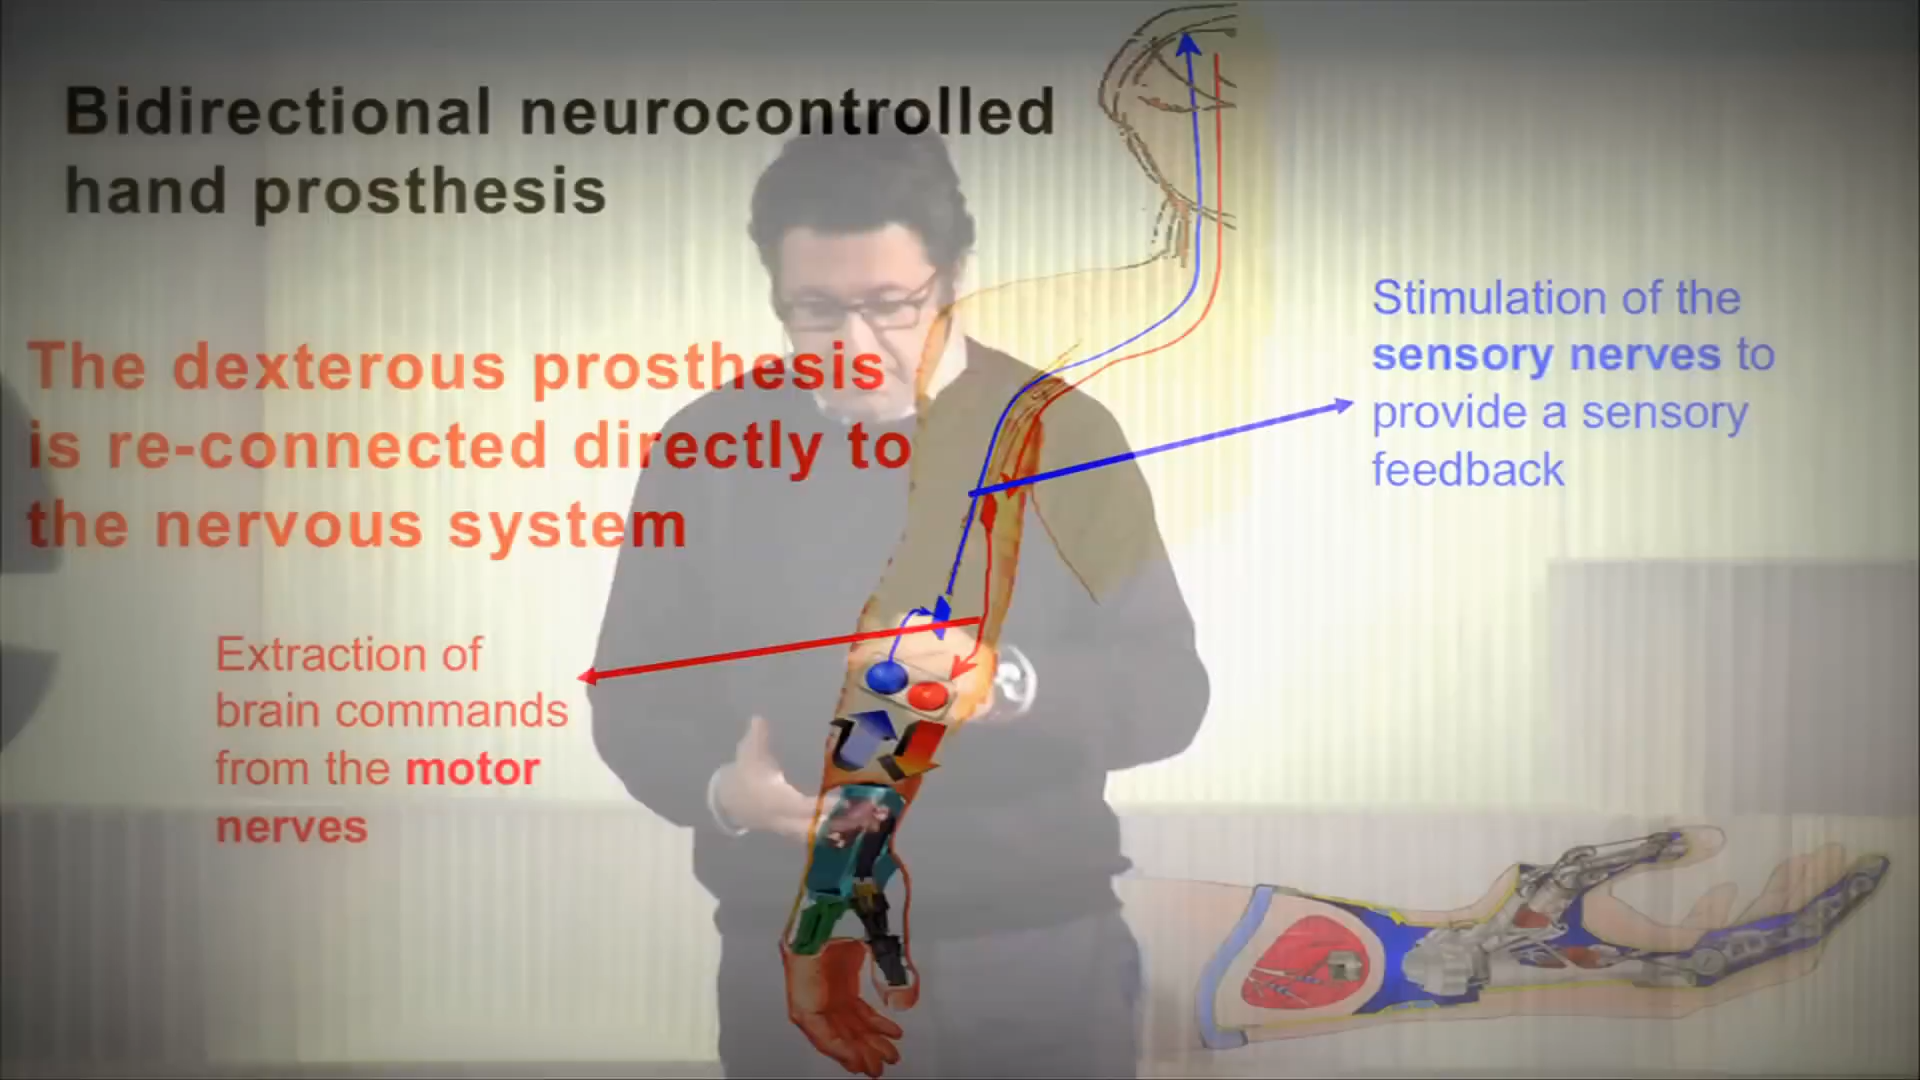 Bidirectional neurocontrolled
hand prosthesis
The dexterous prosthesis
is re-connected directly to
the nervous system
Stimulation of the
sensory nerves to
provide a sensory
feedback
Extraction of
brain commands
from the motor
nerves